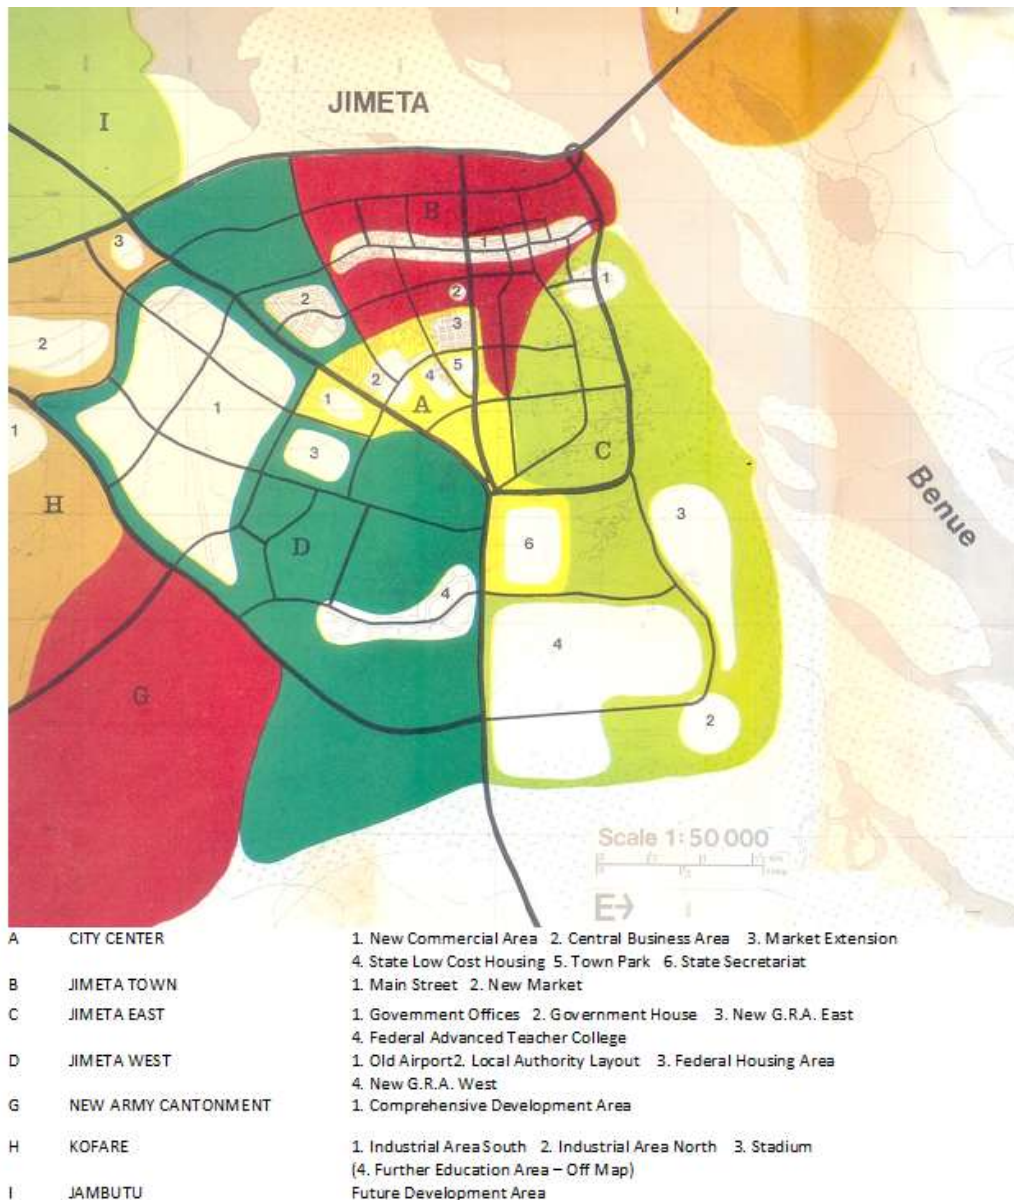 1
I
JIMETA
B
3
1
1
2
2
2
3
2
5
4
2
1
1
A
1
3
C
H
3
6
D
Benue
4
4
G
2
Scale 1:50 000
E→
A CITY CENTER 1. New Commercial Area 2. Central Business Area 3. Market Extension
4. State Low Cost Housing 5. Town Park 6. State Secretariat
B JIMETA TOWN 1. Main Street 2. New Market
C JIMETA EAST 1. Government Offices 2. Government House 3. New G.R.A. East
4. Federal Advanced Teacher College
D JIMETA WEST 1. Old Airport2. Local Authority Layout 3. Federal Housing Area
4. New G.R.A. West
G NEW ARMY CANTONMENT 1. Comprehensive Development Area
H KOFARE 1. Industrial Area South 2. Industrial Area North 3. Stadium
(4. Further Education Area – Off Map)
I JAMBUTU Future Development Area